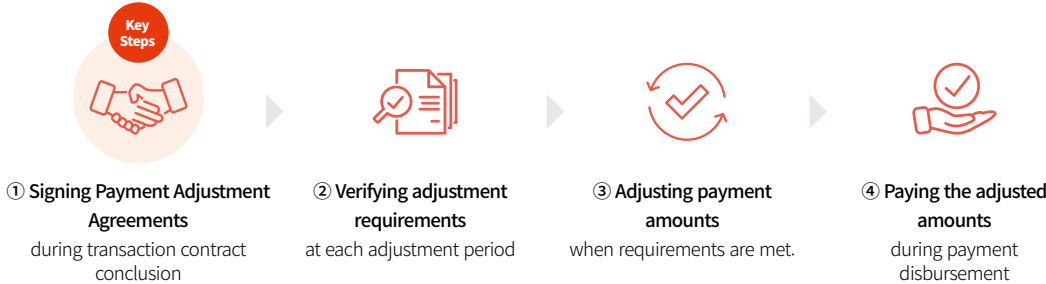 Key
Steps
① Signing Payment Adjustment
Agreements
during transaction contract
conclusion
② Verifying adjustment
requirements
at each adjustment period
③ Adjusting payment
amounts
when requirements are met.
④ Paying the adjusted
amounts
during payment
disbursement